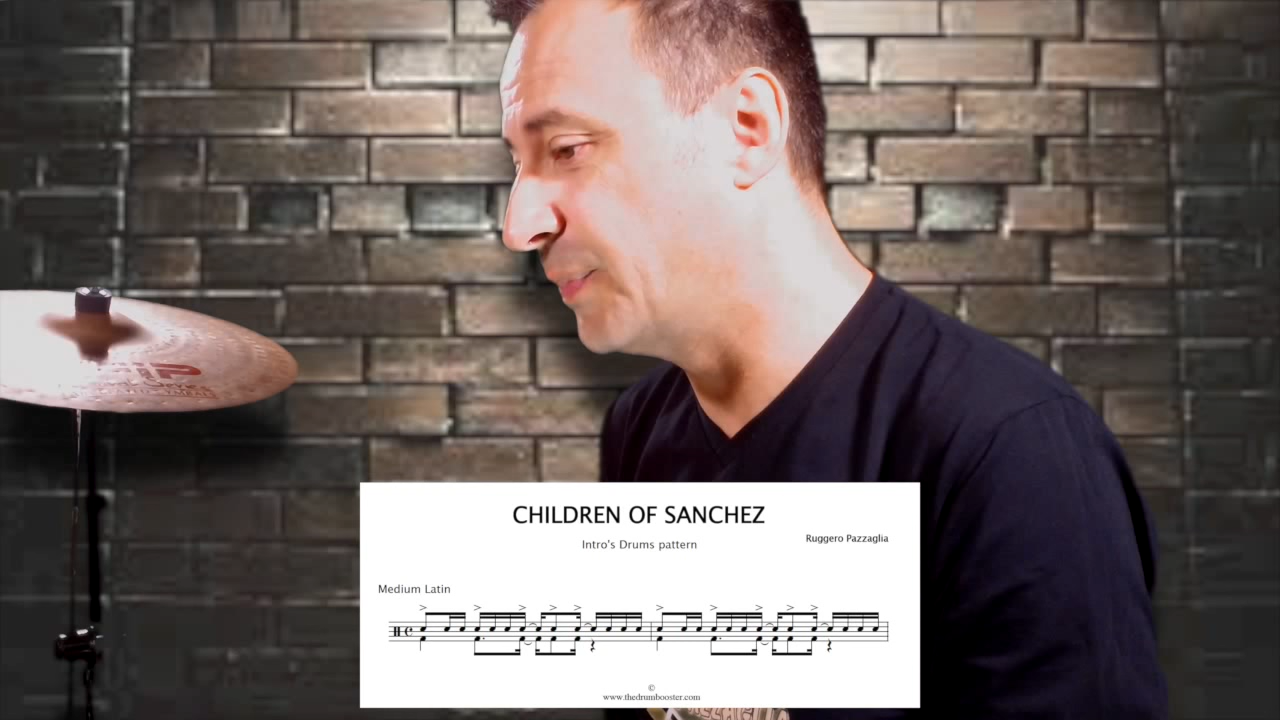 CHILDREN OF SANCHEZ
Intro's Drums pattern
Ruggero Pazzaglia
Medium Latin
©
www.thedrumbooster.com